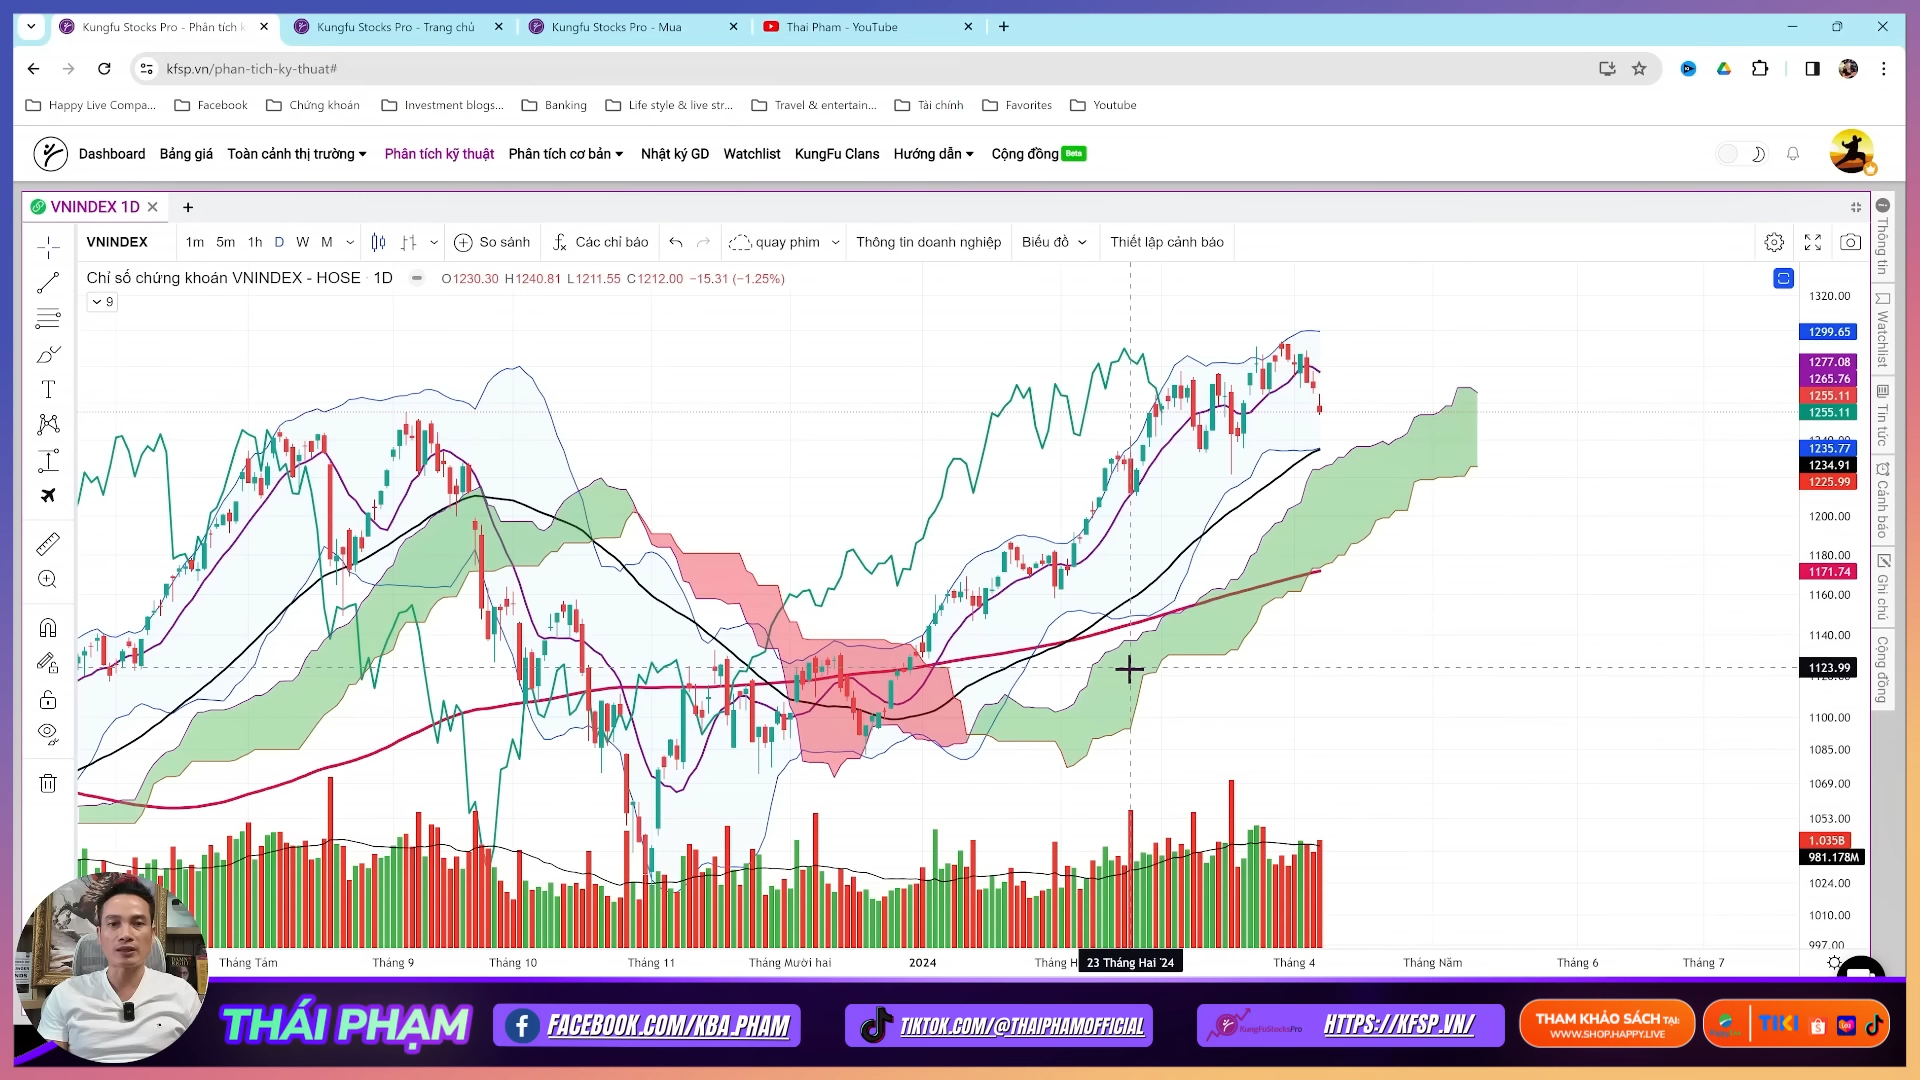 Kungfu Stocks Pro - Phân tích k
Kungfu Stocks Pro - Trang chủ
Kungfu Stocks Pro - Mua
Thai Pham - YouTube
kfsp.vn/phan-tich-ky-thuat#
Happy Live Compa...
Facebook
Chứng khoán
Investment blogs...
Banking
Life style & live str...
Travel & entertain...
Tài chính
Favorites
Youtube
Dashboard
Bảng giá
Toàn cảnh thị trường
Phân tích kỹ thuật
Phân tích cơ bản
Nhật ký GD
Watchlist
KungFu Clans
Hướng dẫn
Cộng đồng Beta
VNINDEX 1D
VNINDEX
1m 5m 1h D W M
So sánh
Các chỉ báo
quay phim
Thông tin doanh nghiệp
Biểu đồ
Thiết lập cảnh báo
Chỉ số chứng khoán VNINDEX - HOSE · 1D
O1230.30 H1240.81 L1211.55 C1212.00 −15.31 (−1.25%)
9
1320.00
1299.65
1277.08
1265.76
1255.11
1255.11
1235.77
1234.91
1225.99
1200.00
1180.00
1171.74
1160.00
1140.00
1123.99
1100.00
1085.00
1069.00
1053.00
1.035B
981.178M
1024.00
1010.00
997.00
Thông tin
Watchlist
Tin tức
Cảnh báo
Ghi chú
Cộng đồng
Tháng Tám
Tháng 9
Tháng 10
Tháng 11
Tháng Mười hai
2024
Tháng H
23 Tháng Hai '24
Tháng 4
Tháng Năm
Tháng 6
Tháng 7
THÁI PHẠM
FACEBOOK.COM/KBA.PHAM
TIKTOK.COM/@THAIPHAMOFFICIAL
KungFuStocksPro
HTTPS://KFSP.VN/
THAM KHẢO SÁCH TẠI:
WWW.SHOP.HAPPY.LIVE
TIKI